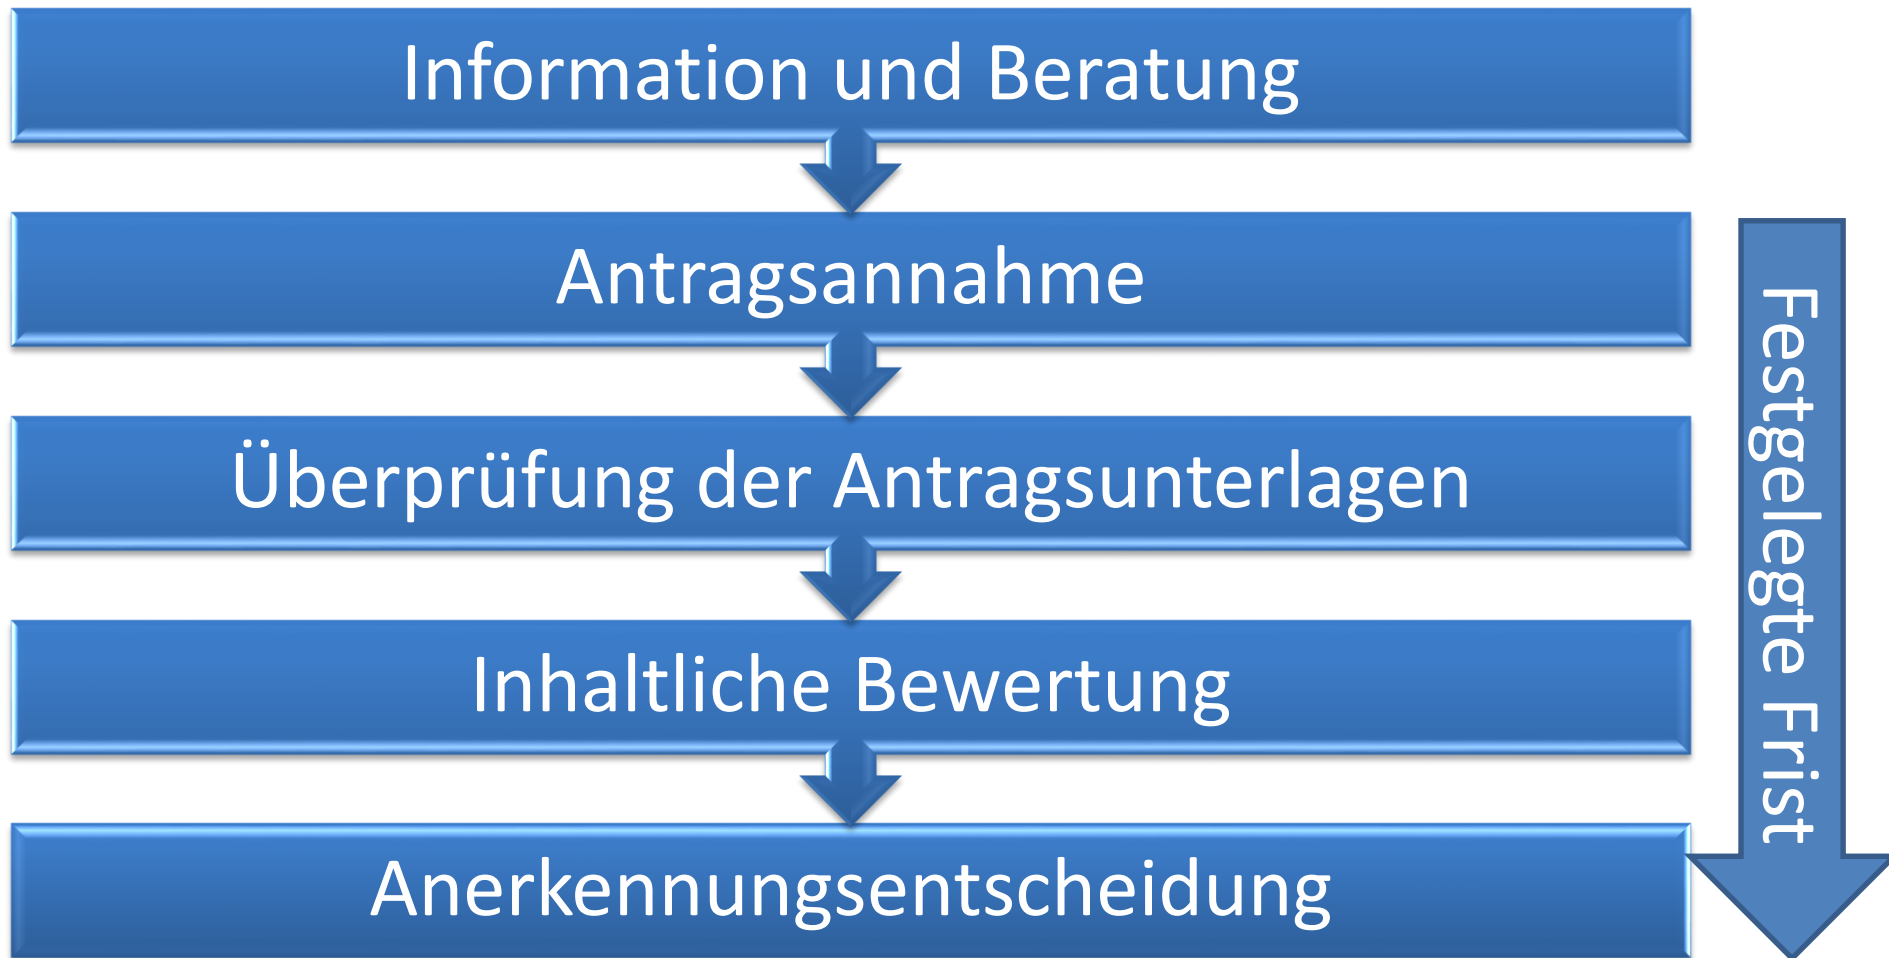 Information und Beratung
Antragsannahme
Überprüfung der Antragsunterlagen
Inhaltliche Bewertung
Anerkennungsentscheidung
Festgelegte Frist